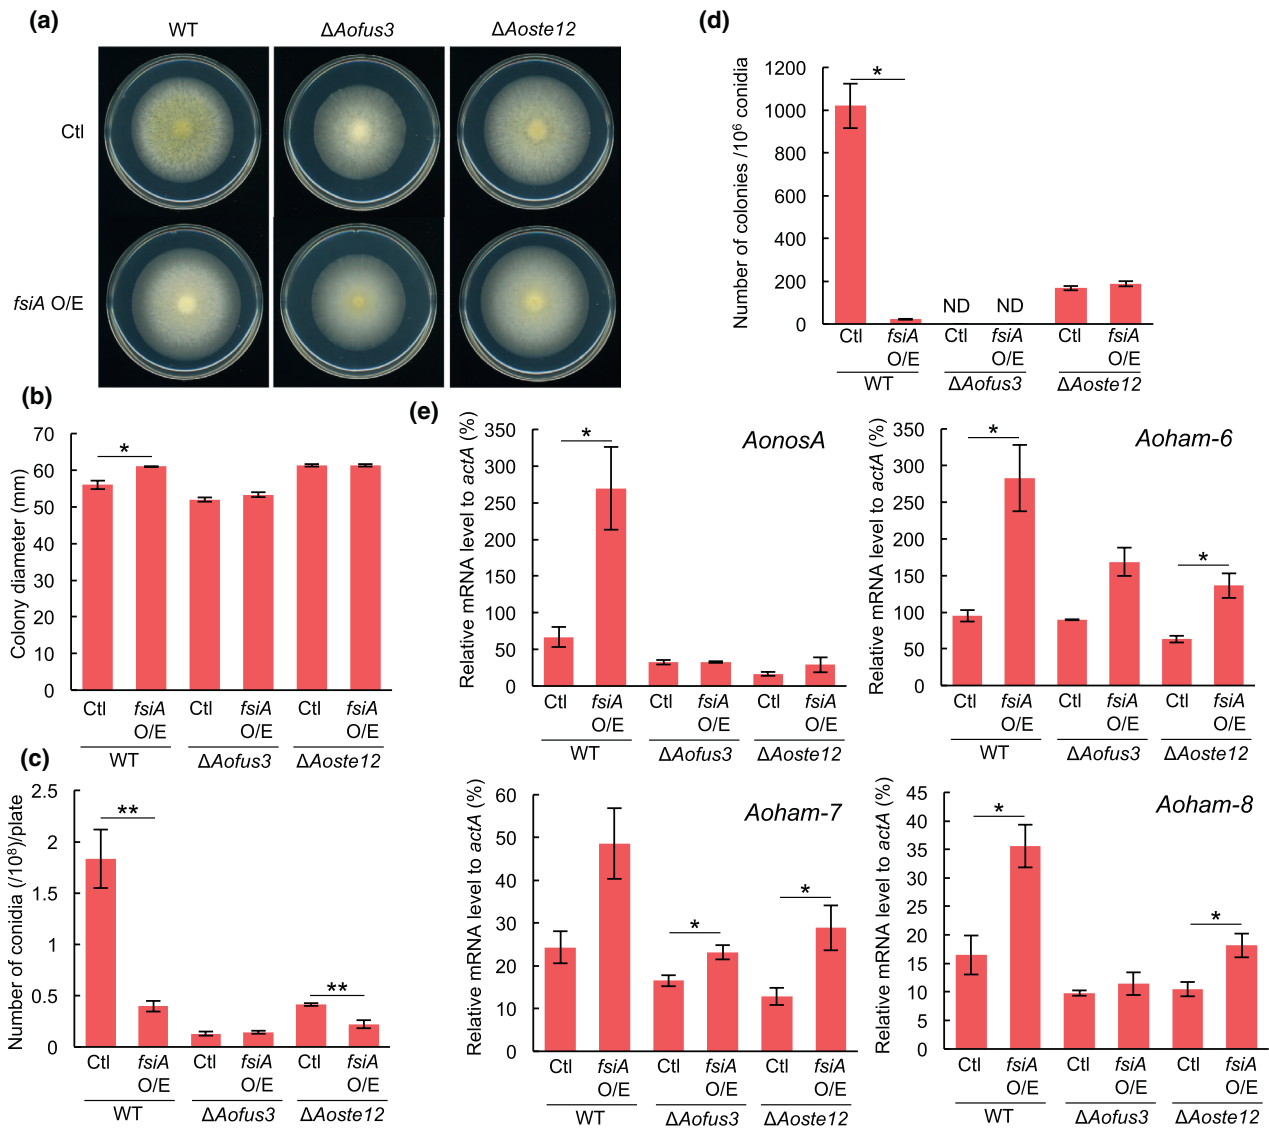 (a)
WT
ΔAofus3
ΔAoste12
Ctl
fsiA O/E
(b)
Colony diameter (mm)
70
60
50
40
30
20
10
0
*
Ctl
fsiA
O/E
Ctl
fsiA
O/E
Ctl
fsiA
O/E
WT
ΔAofus3
ΔAoste12
(c)
Number of conidia (/10⁸)/plate
2.5
2
1.5
1
0.5
0
**
**
Ctl
fsiA
O/E
Ctl
fsiA
O/E
Ctl
fsiA
O/E
WT
ΔAofus3
ΔAoste12
(d)
Number of colonies /10⁶ conidia
1200
1000
800
600
400
200
0
*
ND
ND
Ctl
fsiA
O/E
Ctl
fsiA
O/E
Ctl
fsiA
O/E
WT
ΔAofus3
ΔAoste12
(e)
AonosA
Relative mRNA level to actA (%)
350
300
250
200
150
100
50
0
*
Ctl
fsiA
O/E
Ctl
fsiA
O/E
Ctl
fsiA
O/E
WT
ΔAofus3
ΔAoste12
Aoham-6
Relative mRNA level to actA (%)
350
300
250
200
150
100
50
0
*
*
Ctl
fsiA
O/E
Ctl
fsiA
O/E
Ctl
fsiA
O/E
WT
ΔAofus3
ΔAoste12
Aoham-7
Relative mRNA level to actA (%)
60
50
40
30
20
10
0
*
*
Ctl
fsiA
O/E
Ctl
fsiA
O/E
Ctl
fsiA
O/E
WT
ΔAofus3
ΔAoste12
Aoham-8
Relative mRNA level to actA (%)
45
40
35
30
25
20
15
10
5
0
*
*
Ctl
fsiA
O/E
Ctl
fsiA
O/E
Ctl
fsiA
O/E
WT
ΔAofus3
ΔAoste12